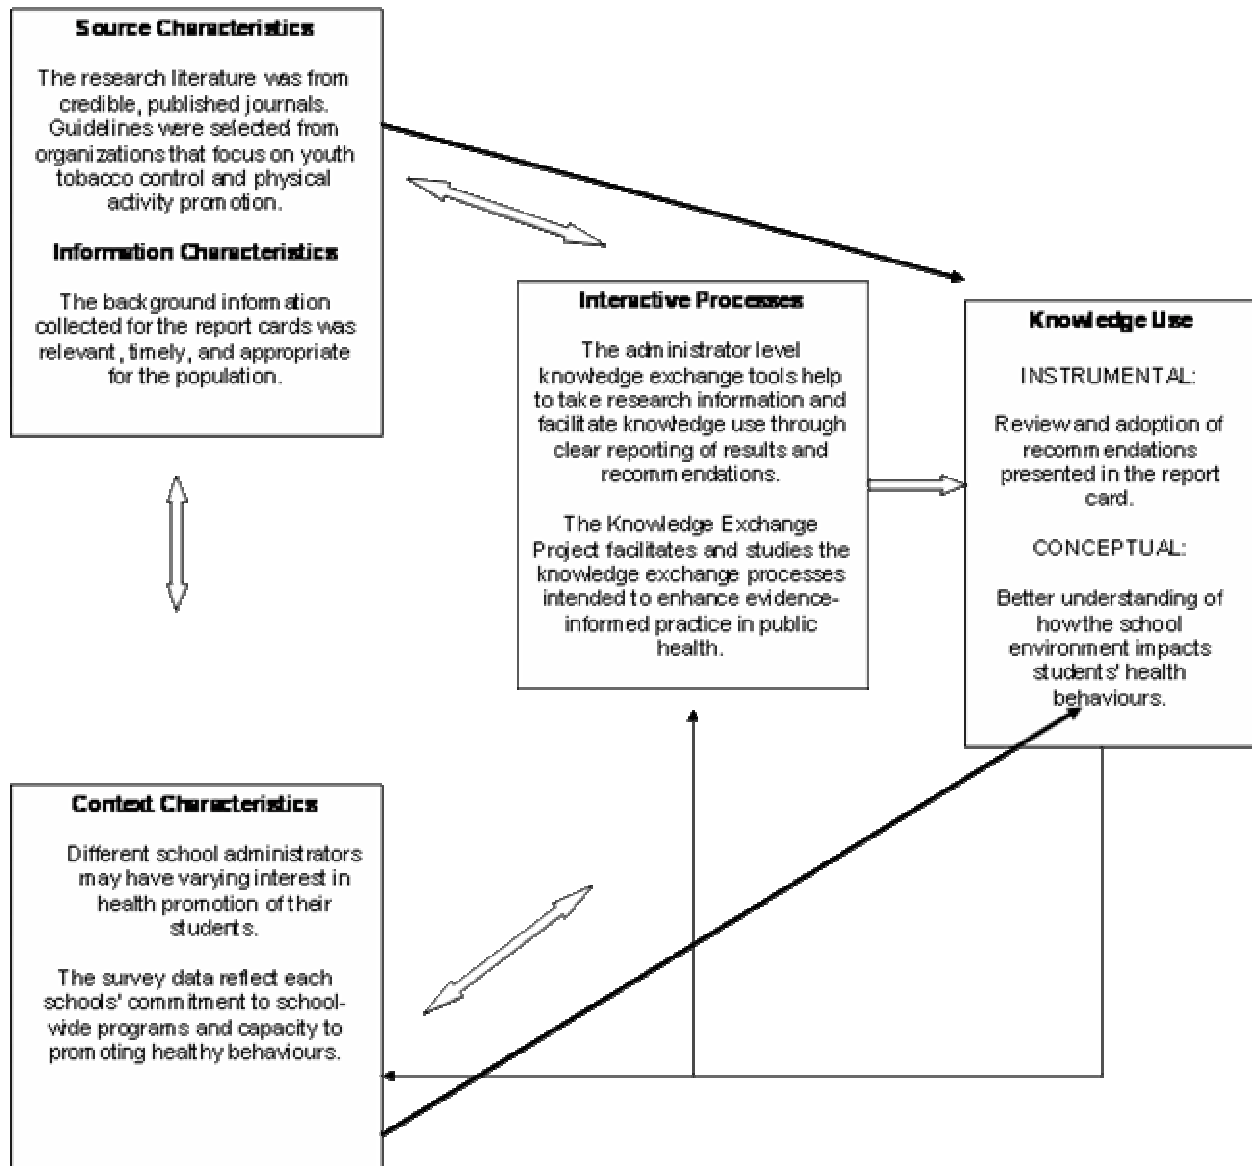 Source Characteristics
The research literature was from
credible, published journals.
Guidelines were selected from
organizations that focus on youth
tobacco control and physical
activity promotion.
Information Characteristics
The background information
collected for the report cards was
relevant, timely, and appropriate
for the population.
Interactive Processes
The administrator level
knowledge exchange tools help
to take research information and
facilitate knowledge use through
clear reporting of results and
recommendations.
The Knowledge Exchange
Project facilitates and studies the
knowledge exchange processes
intended to enhance evidence-
informed practice in public
health.
Knowledge Use
INSTRUMENTAL:
Review and adoption of
recommendations
presented in the report
card.
CONCEPTUAL:
Better understanding of
how the school
environment impacts
students' health
behaviours.
Context Characteristics
Different school administrators
may have varying interest in
health promotion of their
students.
The survey data reflect each
schools' commitment to school-
wide programs and capacity to
promoting healthy behaviours.